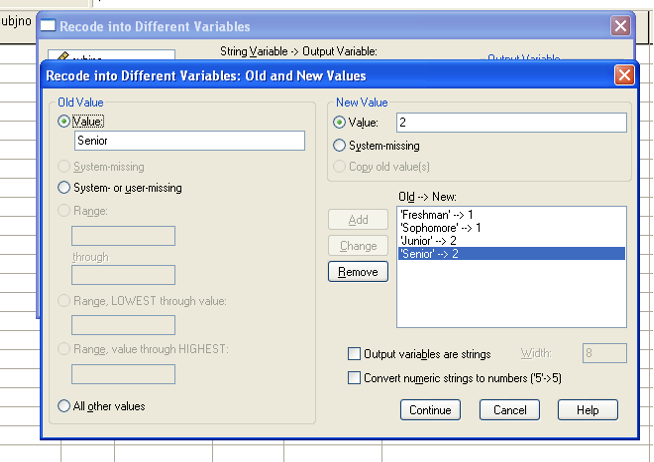 ubjno
Recode into Different Variables
String Variable -> Output Variable:
Output Variable
subjno
Recode into Different Variables: Old and New Values
Old Value
Value:
Senior
System-missing
System- or user-missing
Range:
through
Range, LOWEST through value:
Range, value through HIGHEST:
All other values
New Value
Value: 2
System-missing
Copy old value(s)
Old --> New:
Add
Change
Remove
'Freshman' --> 1
'Sophomore' --> 1
'Junior' --> 2
'Senior' --> 2
Output variables are strings Width: 8
Convert numeric strings to numbers ('5'->5)
Continue Cancel Help